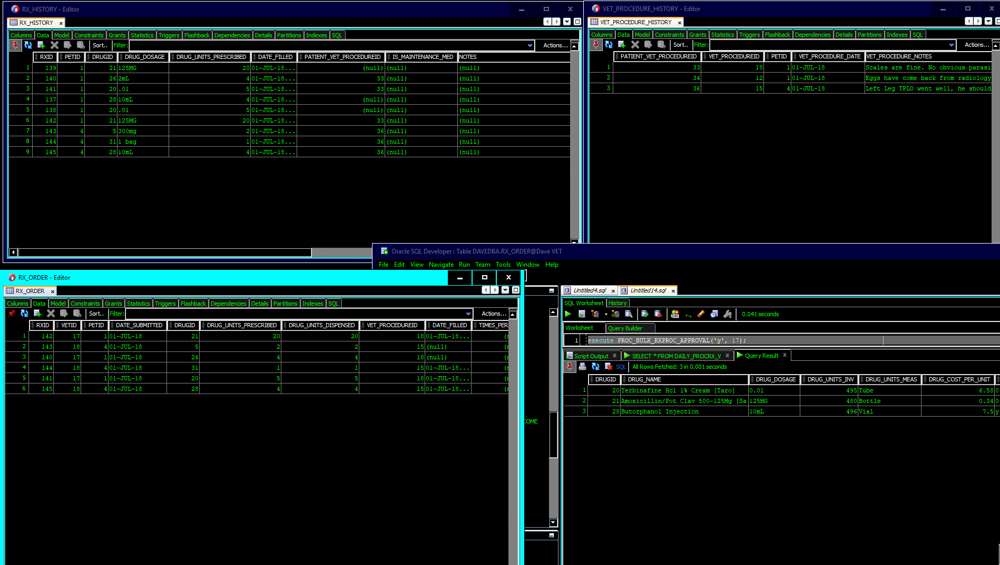 RX_HISTORY - Editor
RX_HISTORY
Columns Data Model Constraints Grants Statistics Triggers Flashback Dependencies Details Partitions Indexes SQL
Sort.. Filter: Actions...
RXID PETID DRUGID DRUG_DOSAGE DRUG_UNITS_PRESCRIBED DATE_FILLED PATIENT_VET_PROCEDUREID IS_MAINTENANCE_MED NOTES
1 139 1 21 125MG 20 01-JUL-18... (null) (null) (null)
2 140 1 26 2mL 4 01-JUL-18... 33 (null) (null)
3 141 1 20 .01 5 01-JUL-18... 33 (null) (null)
4 137 1 28 10mL 4 01-JUL-18... (null) (null) (null)
5 138 1 20 .01 5 01-JUL-18... (null) (null) (null)
6 142 1 21 125MG 20 01-JUL-18... 33 (null) (null)
7 143 4 5 300mg 2 01-JUL-18... 36 (null) (null)
8 144 4 31 1 bag 1 01-JUL-18... 36 (null) (null)
9 145 4 28 10mL 4 01-JUL-18... 36 (null) (null)
VET_PROCEDURE_HISTORY - Editor
VET_PROCEDURE_HISTORY
Columns Data Model Constraints Grants Statistics Triggers Flashback Dependencies Details Partitions Indexes SQL
Sort.. Filter: Actions...
PATIENT_VET_PROCEDUREID VET_PROCEDUREID PETID VET_PROCEDURE_DATE VET_PROCEDURE_NOTES
1 33 18 1 01-JUL-18 Scales are fine. No obvious parasi
2 34 12 1 01-JUL-18 Eggs have come back from radiology
3 36 15 4 01-JUL-18 Left Leg TPLO went well, he should
Oracle SQL Developer : Table DAVEDBA.RX_ORDER@Dave VET
File Edit View Navigate Run Team Tools Window Help
RX_ORDER - Editor
RX_ORDER
Columns Data Model Constraints Grants Statistics Triggers Flashback Dependencies Details Partitions Indexes SQL
Sort.. Filter: Actions...
RXID VETID PETID DATE_SUBMITTED DRUGID DRUG_UNITS_PRESCRIBED DRUG_UNITS_DISPENSED VET_PROCEDUREID DATE_FILLED TIMES_PER
1 142 17 1 01-JUL-18 21 20 20 18 01-JUL-18...
2 143 18 4 01-JUL-18 5 2 2 15 (null)
3 140 17 1 01-JUL-18 26 4 4 18 (null)
4 144 18 4 01-JUL-18 31 1 1 15 01-JUL-18...
5 141 17 1 01-JUL-18 20 5 5 18 01-JUL-18...
6 145 18 4 01-JUL-18 28 4 4 15 01-JUL-18...
COME
Untitled4.sql Untitled14.sql
SQL Worksheet History
0.041 seconds
Worksheet Query Builder
1 execute PROC_BULK_RXPROC_APPROVAL('y', 17);
Script Output SELECT * FROM DAILY_PROCRX_V Query Result
SQL All Rows Fetched: 3 in 0.001 seconds
DRUGID DRUG_NAME DRUG_DOSAGE DRUG_UNITS_INV DRUG_UNITS_MEAS DRUG_COST_PER_UNIT
1 20 Terbinafine Hcl 1% Cream [Taro] 0.01 495 Tube 6.58 0
2 21 Amoxicillin/Pot Clav 500-125Mg [Sa 125MG 480 Bottle 0.34 0
3 28 Butorphanol Injection 10mL 496 Vial 7.5 y